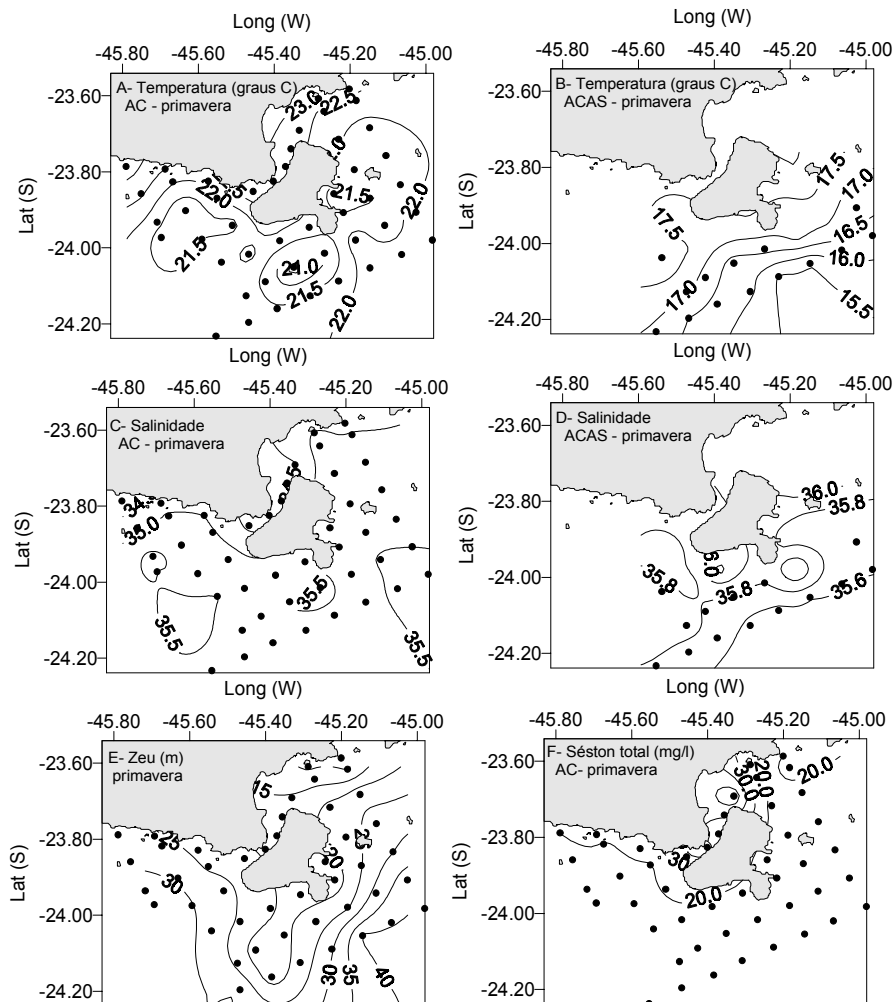 Long (W)
-45.80 -45.60 -45.40 -45.20 -45.00
-23.60
-23.80
-24.00
-24.20
Lat (S)
A- Temperatura (graus C)
AC - primavera
23.0
22.5
22.0
21.5
22.0
21.5
21.0
21.5
22.0
Long (W)
-45.60 -45.40 -45.20 -45.00
-23.60
-23.80
-24.00
-24.20
Lat (S)
B- Temperatura (graus C)
ACAS - primavera
17.5
17.0
17.5
16.5
16.0
17.0
15.5
Long (W)
-45.80 -45.60 -45.40 -45.20 -45.00
-23.60
-23.80
-24.00
-24.20
Lat (S)
C- Salinidade
AC - primavera
34
35.0
35.5
35.5
35.5
Long (W)
-45.60 -45.40 -45.20 -45.00
-23.60
-23.80
-24.00
-24.20
Lat (S)
D- Salinidade
ACAS - primavera
36.0
35.8
35.8
35.8
35.6
Long (W)
-45.80 -45.60 -45.40 -45.20 -45.00
-23.60
-23.80
-24.00
-24.20
Lat (S)
E- Zeu (m)
primavera
15
25
30
30
35
40
Long (W)
-45.80 -45.60 -45.40 -45.20 -45.00
-23.60
-23.80
-24.00
-24.20
Lat (S)
F- Séston total (mg/l)
AC- primavera
30.0
20.0
20.0
30
20.0